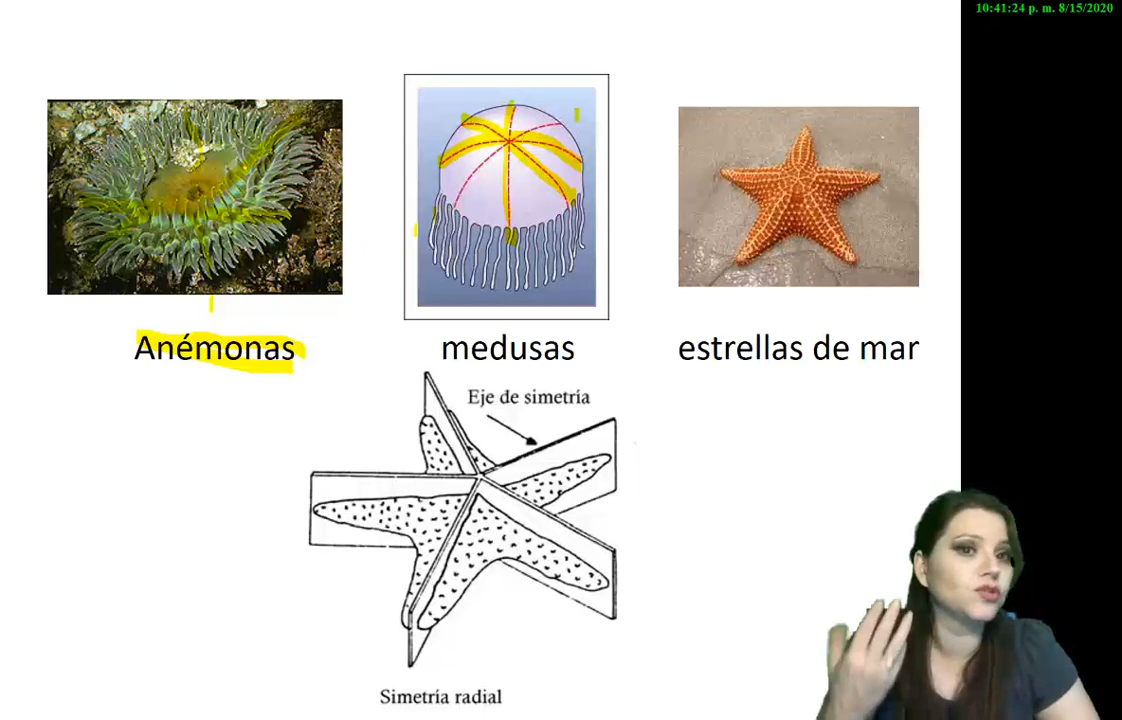 10:41:24 p. m. 8/15/2020
Anémonas
medusas
estrellas de mar
Eje de simetría
Simetría radial